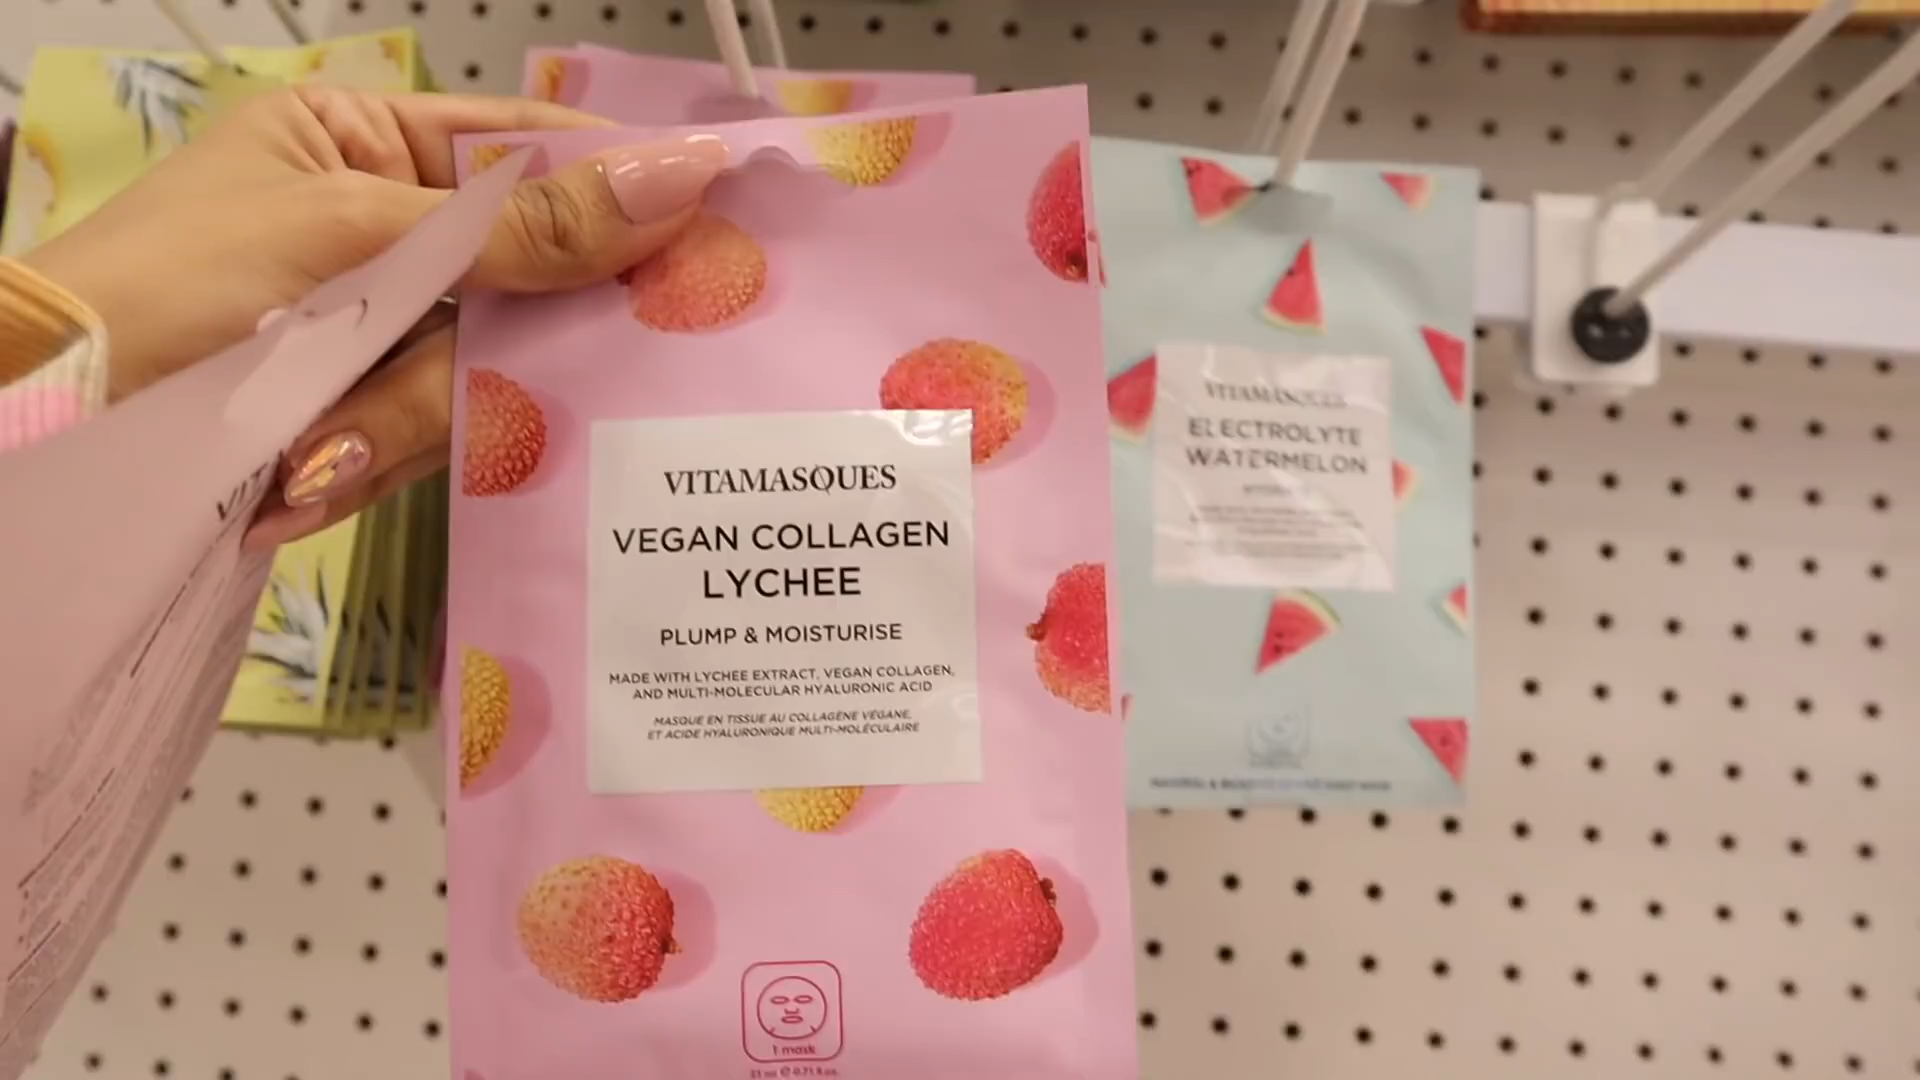 VITAMASQUES
VEGAN COLLAGEN
LYCHEE
PLUMP & MOISTURISE
MADE WITH LYCHEE EXTRACT, VEGAN COLLAGEN,
AND MULTI-MOLECULAR HYALURONIC ACID
MASQUE EN TISSUE AU COLLAGÈNE VÉGANE,
ET ACIDE HYALURONIQUE MULTI-MOLÉCULAIRE
1 mask
VIT
VITAMASQUES
ELECTROLYTE
WATERMELON